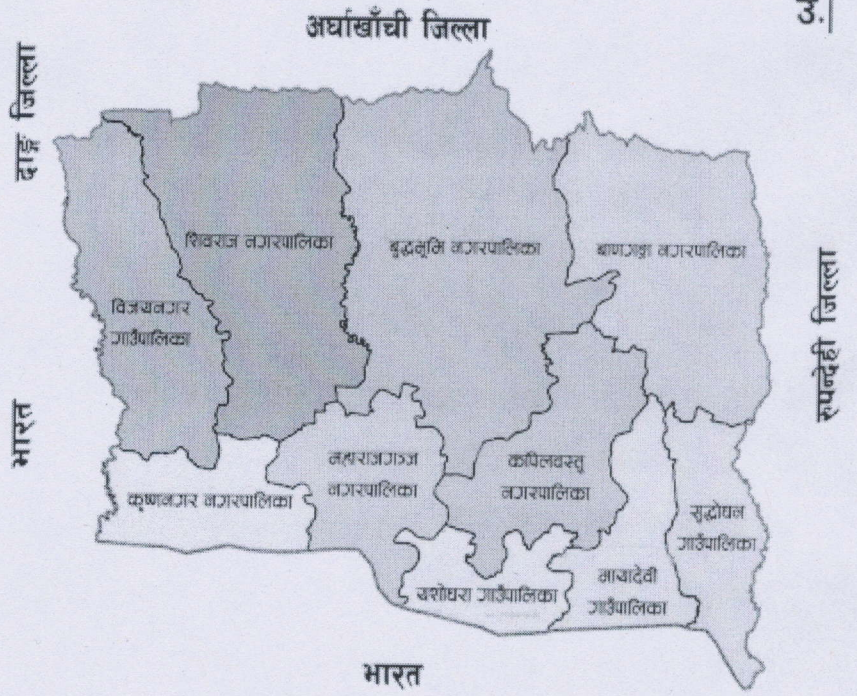 अर्घाखाँची जिल्ला
उ.
दाङ्ग जिल्ला
शिवराज नगरपालिका
बुद्धभूमि नगरपालिका
बाणगङ्गा नगरपालिका
विजयनगर
गाउँपालिका
रुपन्देही जिल्ला
भारत
महाराजगञ्ज
नगरपालिका
कपिलवस्तु
नगरपालिका
कृष्णनगर नगरपालिका
सुद्धोधन
गाउँपालिका
मायादेवी
गाउँपालिका
यशोधरा गाउँपालिका
भारत